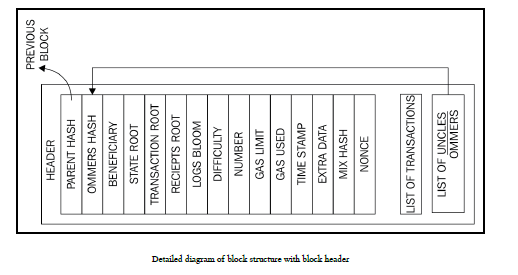 PREVIOUS
BLOCK
HEADER
PARENT HASH
OMMERS HASH
BENEFICIARY
STATE ROOT
TRANSACTION ROOT
RECIEPTS ROOT
LOGS BLOOM
DIFFICULTY
NUMBER
GAS LIMIT
GAS USED
TIME STAMP
EXTRA DATA
MIX HASH
NONCE
LIST OF TRANSACTIONS
LIST OF UNCLES
OMMERS
Detailed diagram of block structure with block header